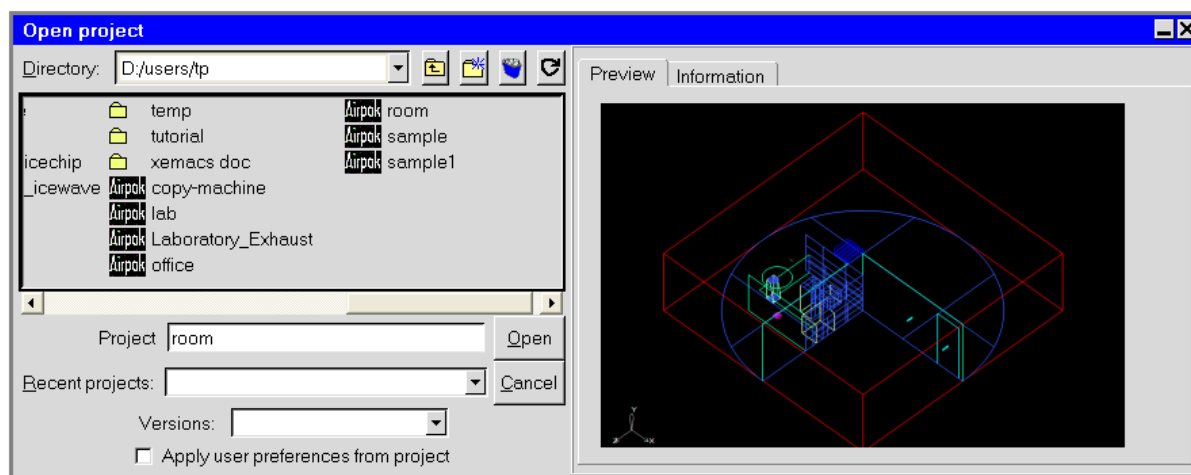 Open project
Directory: D:/users/tp
Preview Information
temp
tutorial
icechip xemacs doc
_icewave Airpak copy-machine
Airpak lab
Airpak Laboratory_Exhaust
Airpak office
Airpak room
Airpak sample
Airpak sample1
Project room Open
Recent projects: Cancel
Versions:
Apply user preferences from project
Y
Z X